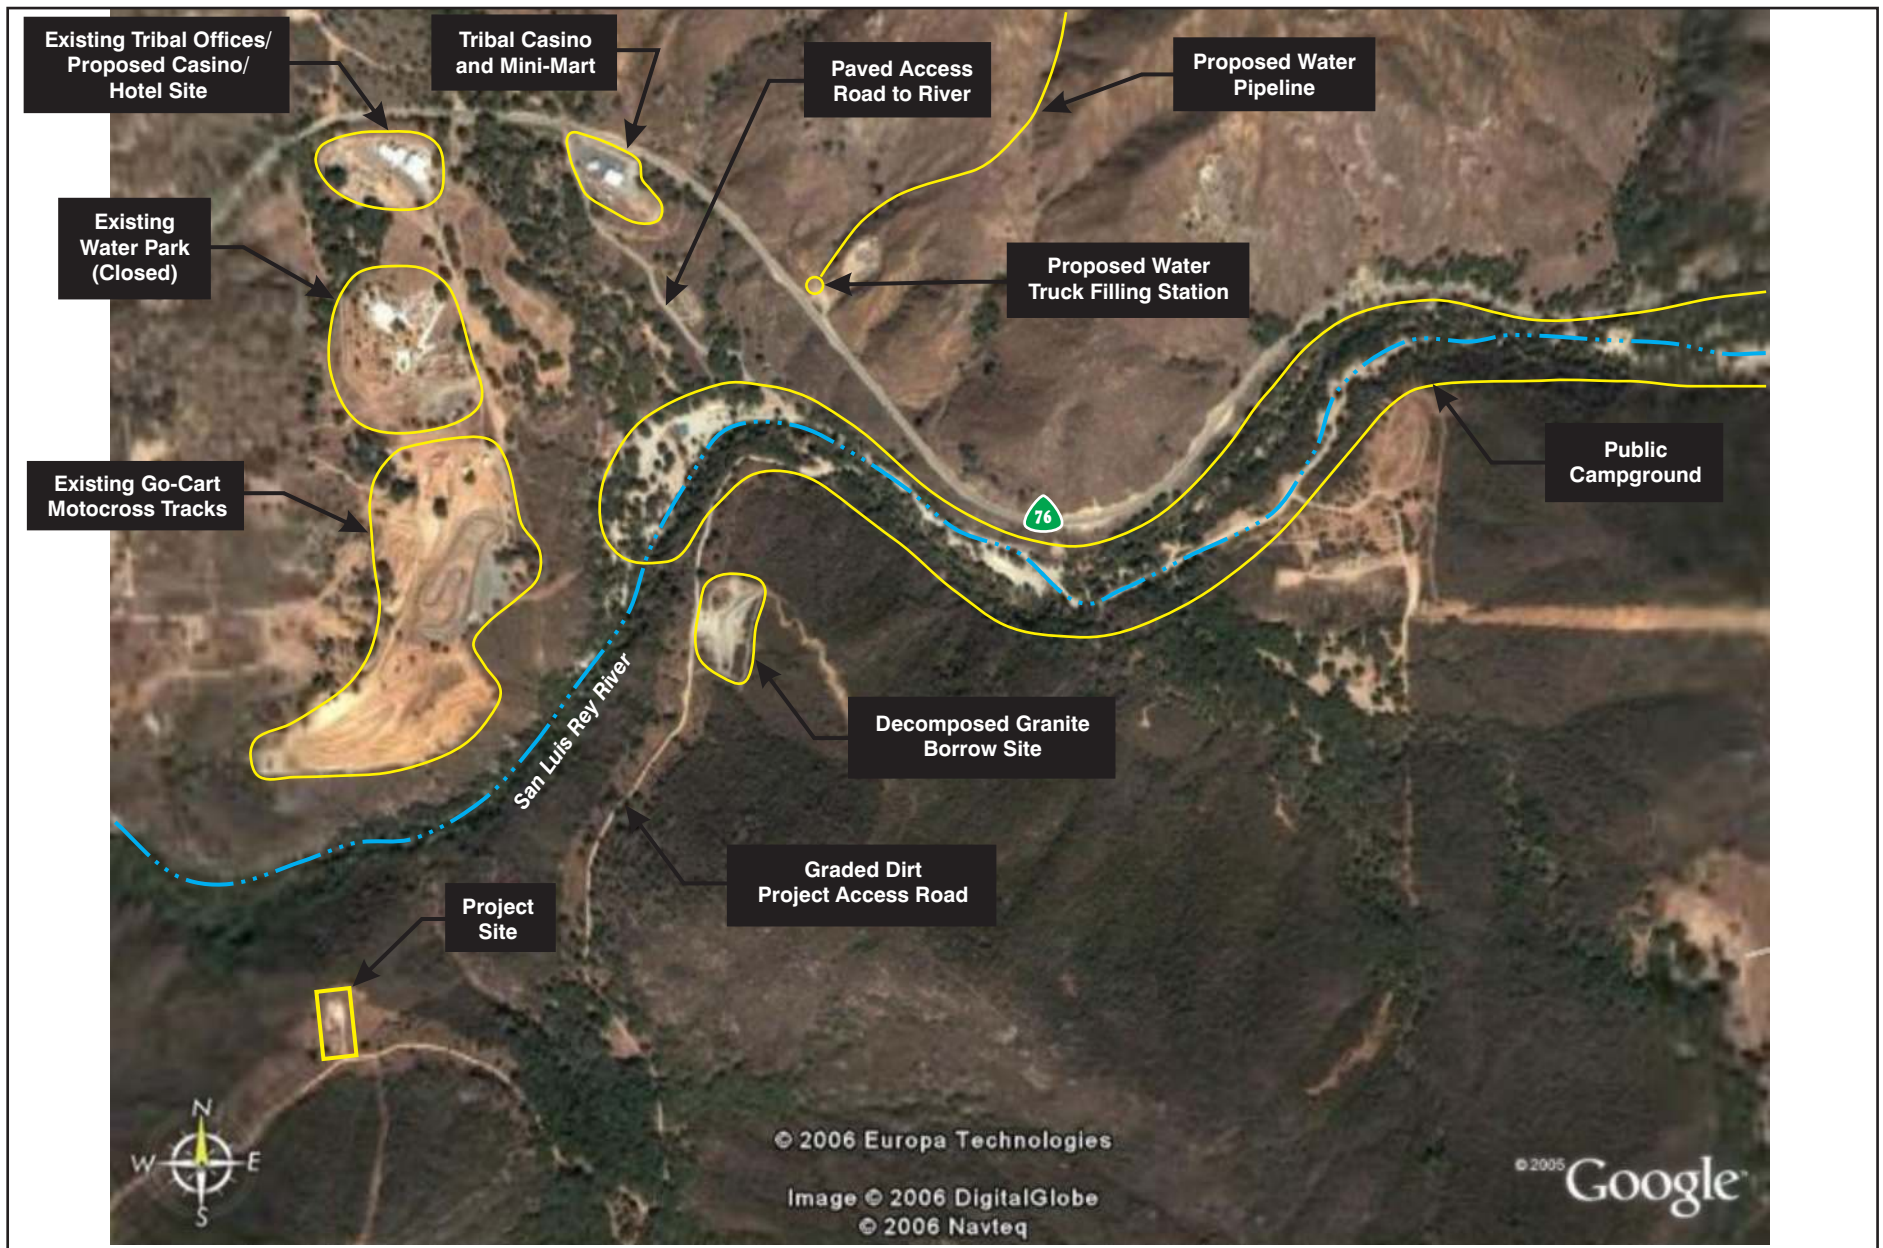 Existing Tribal Offices/
Proposed Casino/
Hotel Site
Tribal Casino
and Mini-Mart
Paved Access
Road to River
Proposed Water
Pipeline
Existing
Water Park
(Closed)
Proposed Water
Truck Filling Station
Public
Campground
Existing Go-Cart
Motocross Tracks
76
San Luis Rey River
Decomposed Granite
Borrow Site
Graded Dirt
Project Access Road
Project
Site
N
W
E
S
© 2006 Europa Technologies
Image © 2006 DigitalGlobe
© 2006 Navteq
© 2005 Google™